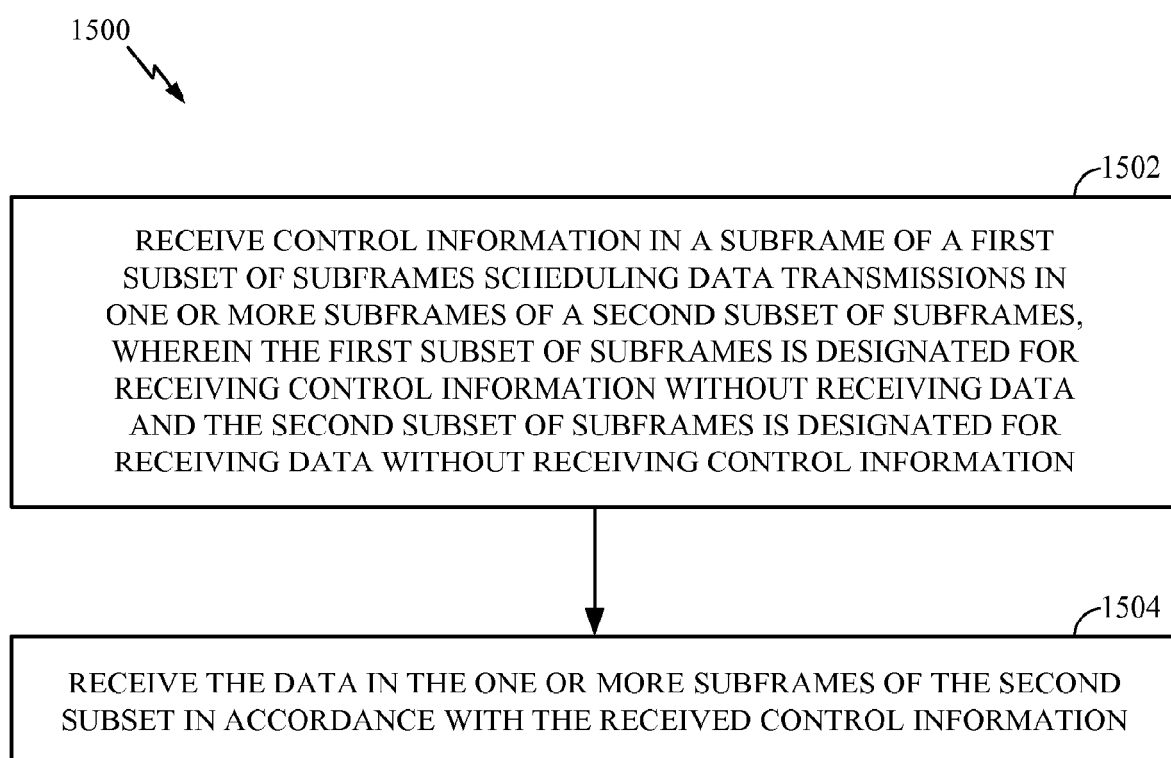 1500
1502
RECEIVE CONTROL INFORMATION IN A SUBFRAME OF A FIRST
SUBSET OF SUBFRAMES SCHEDULING DATA TRANSMISSIONS IN
ONE OR MORE SUBFRAMES OF A SECOND SUBSET OF SUBFRAMES,
WHEREIN THE FIRST SUBSET OF SUBFRAMES IS DESIGNATED FOR
RECEIVING CONTROL INFORMATION WITHOUT RECEIVING DATA
AND THE SECOND SUBSET OF SUBFRAMES IS DESIGNATED FOR
RECEIVING DATA WITHOUT RECEIVING CONTROL INFORMATION
1504
RECEIVE THE DATA IN THE ONE OR MORE SUBFRAMES OF THE SECOND
SUBSET IN ACCORDANCE WITH THE RECEIVED CONTROL INFORMATION